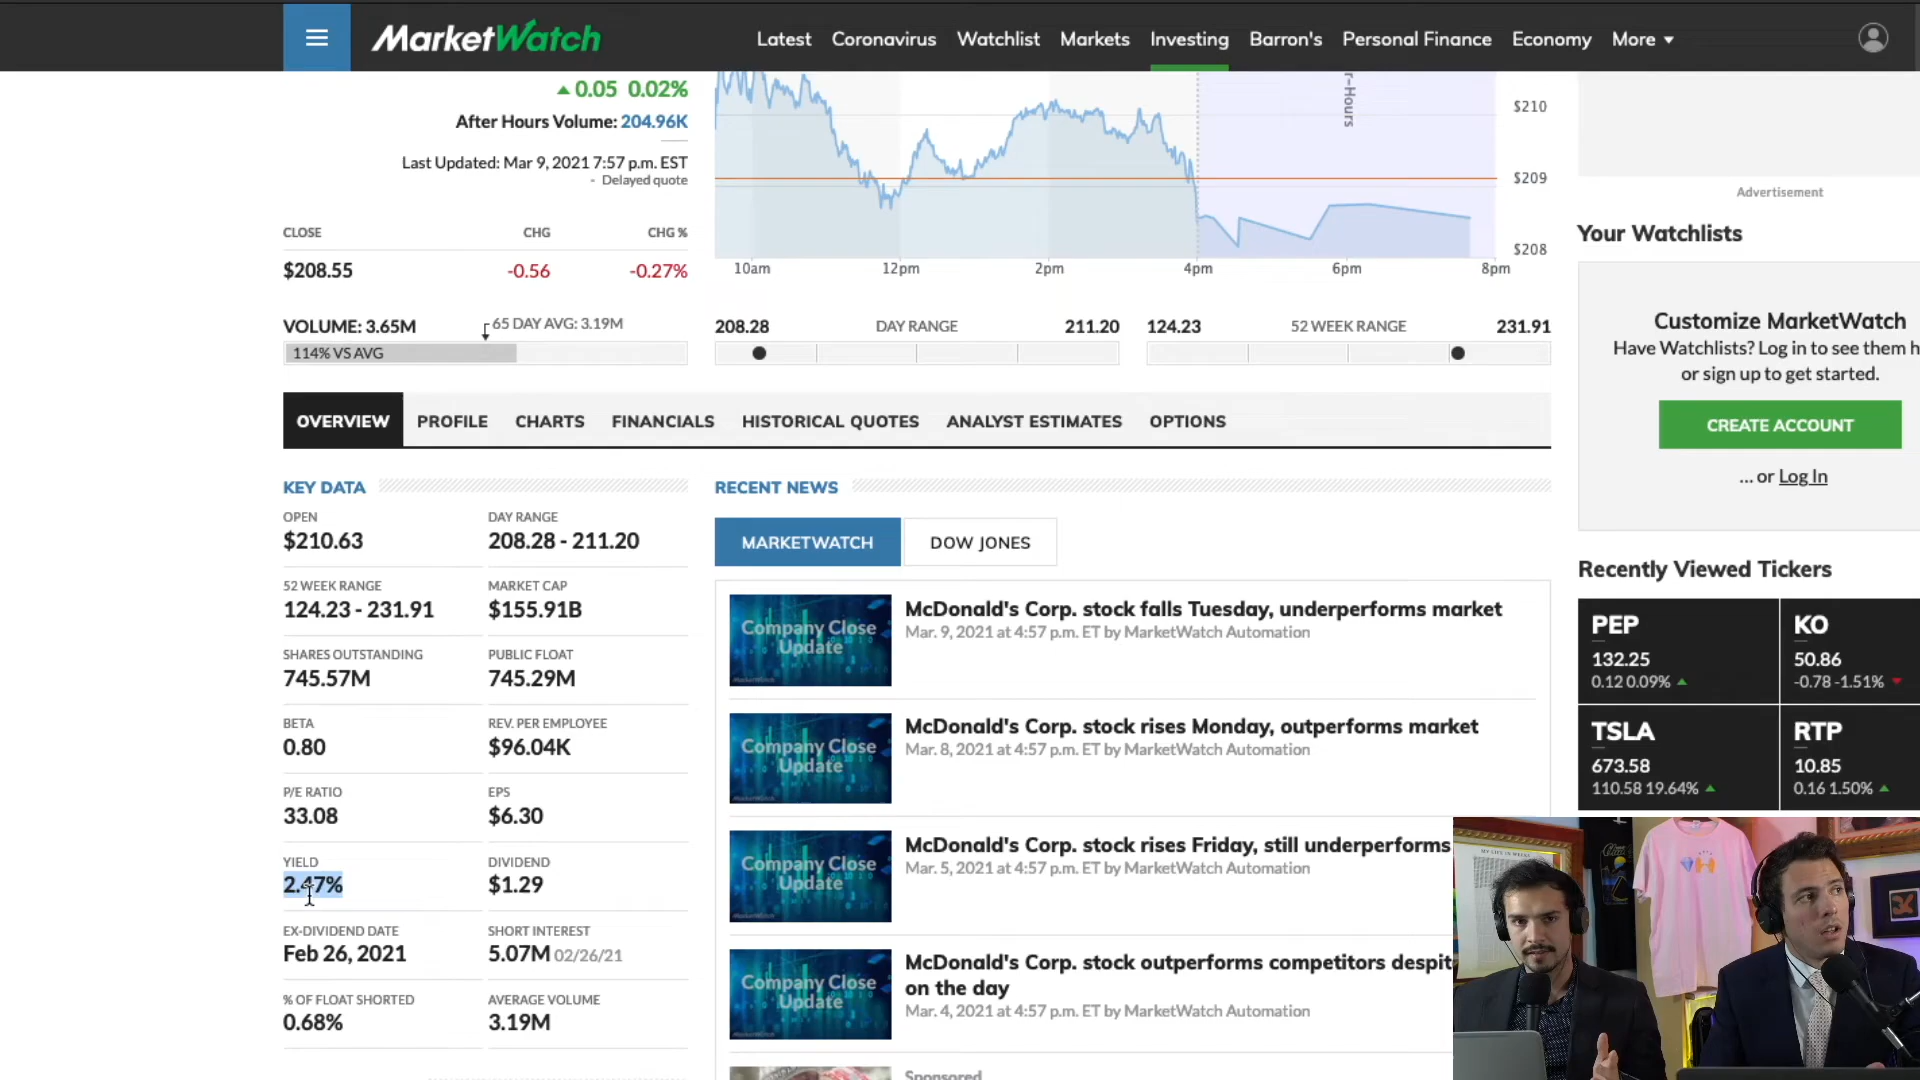 MarketWatch
Latest Coronavirus Watchlist Markets Investing Barron's Personal Finance Economy More
0.05 0.02%
After Hours Volume: 204.96K
Last Updated: Mar 9, 2021 7:57 p.m. EST
- Delayed quote
CLOSE CHG CHG %
$208.55 -0.56 -0.27%
VOLUME: 3.65M 65 DAY AVG: 3.19M
114% VS AVG
r-Hours
$210
$209
$208
10am 12pm 2pm 4pm 6pm 8pm
208.28 DAY RANGE 211.20
124.23 52 WEEK RANGE 231.91
OVERVIEW PROFILE CHARTS FINANCIALS HISTORICAL QUOTES ANALYST ESTIMATES OPTIONS
KEY DATA
OPEN DAY RANGE
$210.63 208.28 - 211.20
52 WEEK RANGE MARKET CAP
124.23 - 231.91 $155.91B
SHARES OUTSTANDING PUBLIC FLOAT
745.57M 745.29M
BETA REV. PER EMPLOYEE
0.80 $96.04K
P/E RATIO EPS
33.08 $6.30
YIELD DIVIDEND
2.47% $1.29
EX-DIVIDEND DATE SHORT INTEREST
Feb 26, 2021 5.07M 02/26/21
% OF FLOAT SHORTED AVERAGE VOLUME
0.68% 3.19M
RECENT NEWS
MARKETWATCH DOW JONES
Company Close
Update
McDonald's Corp. stock falls Tuesday, underperforms market
Mar. 9, 2021 at 4:57 p.m. ET by MarketWatch Automation
Company Close
Update
McDonald's Corp. stock rises Monday, outperforms market
Mar. 8, 2021 at 4:57 p.m. ET by MarketWatch Automation
Company Close
Update
McDonald's Corp. stock rises Friday, still underperforms
Mar. 5, 2021 at 4:57 p.m. ET by MarketWatch Automation
Company Close
Update
McDonald's Corp. stock outperforms competitors despit
on the day
Mar. 4, 2021 at 4:57 p.m. ET by MarketWatch Automation
Sponsored
Advertisement
Your Watchlists
Customize MarketWatch
Have Watchlists? Log in to see them h
or sign up to get started.
CREATE ACCOUNT
... or Log In
Recently Viewed Tickers
PEP
132.25
0.12 0.09%
KO
50.86
-0.78 -1.51%
TSLA
673.58
110.58 19.64%
RTP
10.85
0.16 1.50%
MY LIFE IN WEEKS